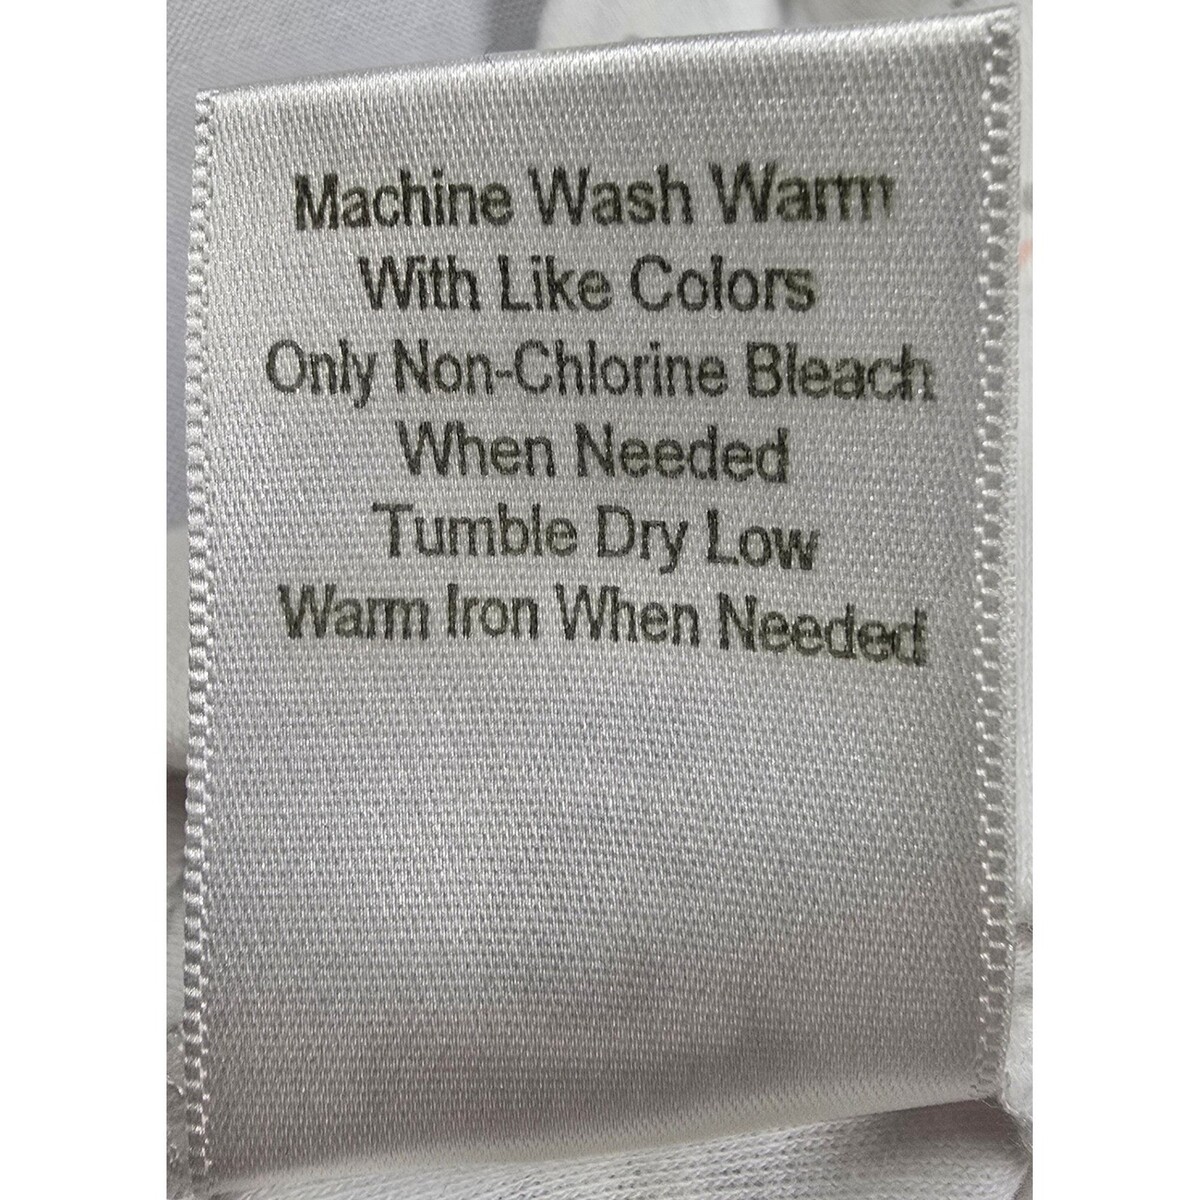 Machine Wash Warm
With Like Colors
Only Non-Chlorine Bleach
When Needed
Tumble Dry Low
Warm Iron When Needed